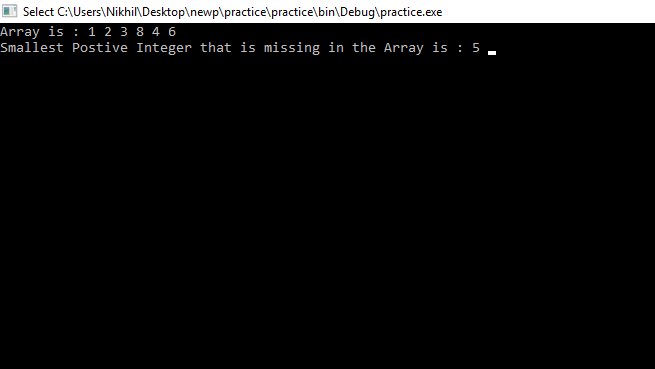 Select C:\Users\Nikhil\Desktop\newp\practice\practice\bin\Debug\practice.exe
Array is : 1 2 3 8 4 6
Smallest Postive Integer that is missing in the Array is : 5